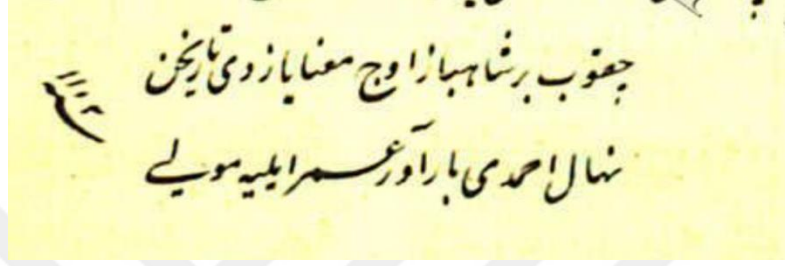 چقوب بر شاهباز اوج معنا یازدی تاریخن
نهال احمدی بارآور عمر ایلیه مولی